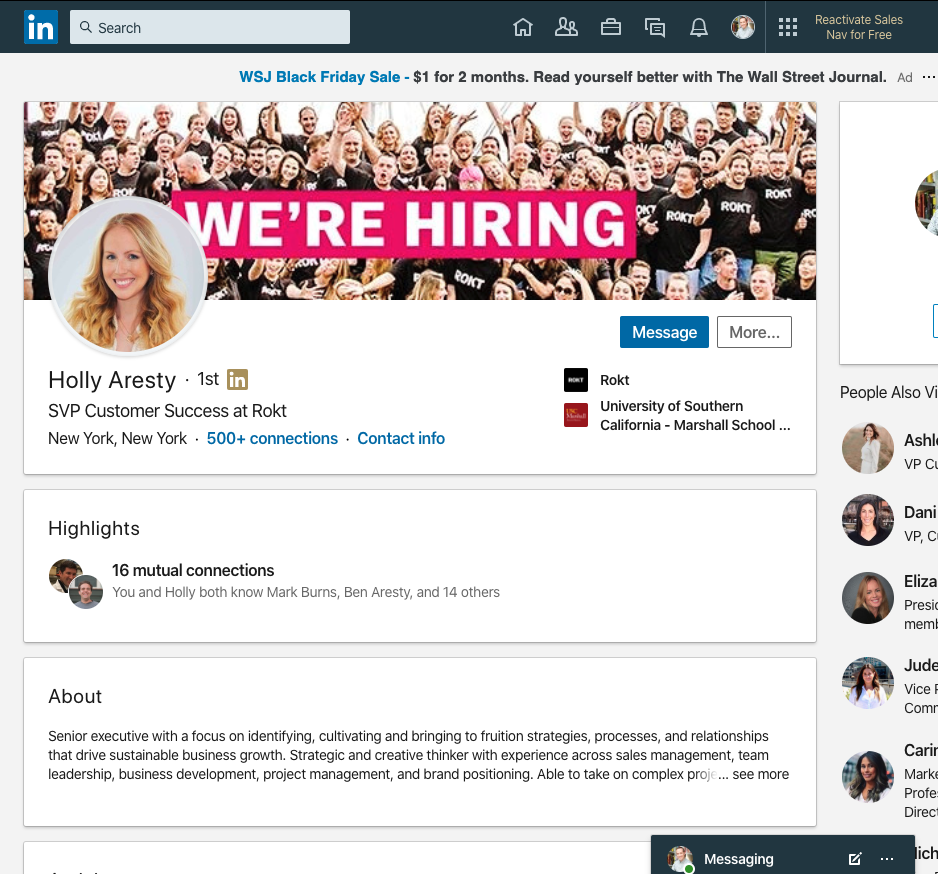 in
Search
Reactivate Sales
Nav for Free
WSJ Black Friday Sale - $1 for 2 months. Read yourself better with The Wall Street Journal. Ad ...
WE'RE HIRING
ROKT
ROKT
ROKT
ROKT
Message
More...
Holly Aresty · 1st in
Rokt
SVP Customer Success at Rokt
University of Southern
California - Marshall School ...
New York, New York · 500+ connections · Contact info
People Also Vi
Ashl
VP Cu
Highlights
Dani
VP, Cu
16 mutual connections
You and Holly both know Mark Burns, Ben Aresty, and 14 others
Eliza
Presid
memb
About
Jude
Vice P
Comm
Senior executive with a focus on identifying, cultivating and bringing to fruition strategies, processes, and relationships
that drive sustainable business growth. Strategic and creative thinker with experience across sales management, team
leadership, business development, project management, and brand positioning. Able to take on complex proje... see more
Carin
Marke
Profes
Direct
Messaging
...